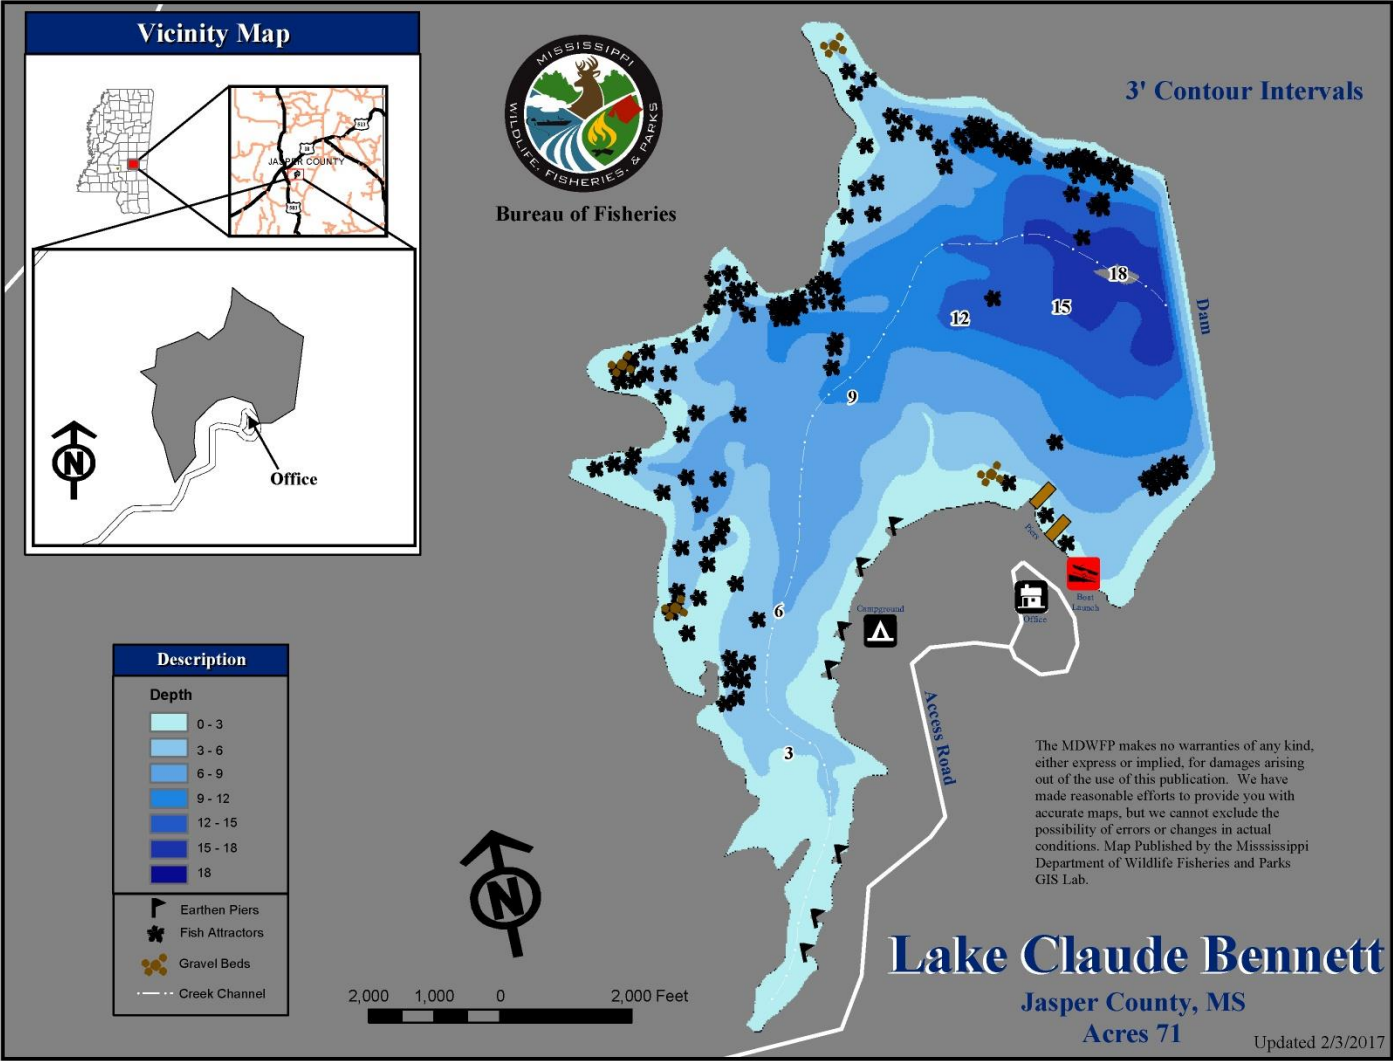 Vicinity Map
JASPER COUNTY
18
513
503
N
Office
MISSISSIPPI
WILDLIFE, FISHERIES, & PARKS
Bureau of Fisheries
3' Contour Intervals
18
15
12
9
6
3
Dam
Piers
Boat
Launch
Office
Campground
Access Road
Description
Depth
0 - 3
3 - 6
6 - 9
9 - 12
12 - 15
15 - 18
18
Earthen Piers
Fish Attractors
Gravel Beds
Creek Channel
N
2,000 1,000 0 2,000 Feet
The MDWFP makes no warranties of any kind,
either express or implied, for damages arising
out of the use of this publication. We have
made reasonable efforts to provide you with
accurate maps, but we cannot exclude the
possibility of errors or changes in actual
conditions. Map Published by the Misssissippi
Department of Wildlife Fisheries and Parks
GIS Lab.
Lake Claude Bennett
Jasper County, MS
Acres 71
Updated 2/3/2017